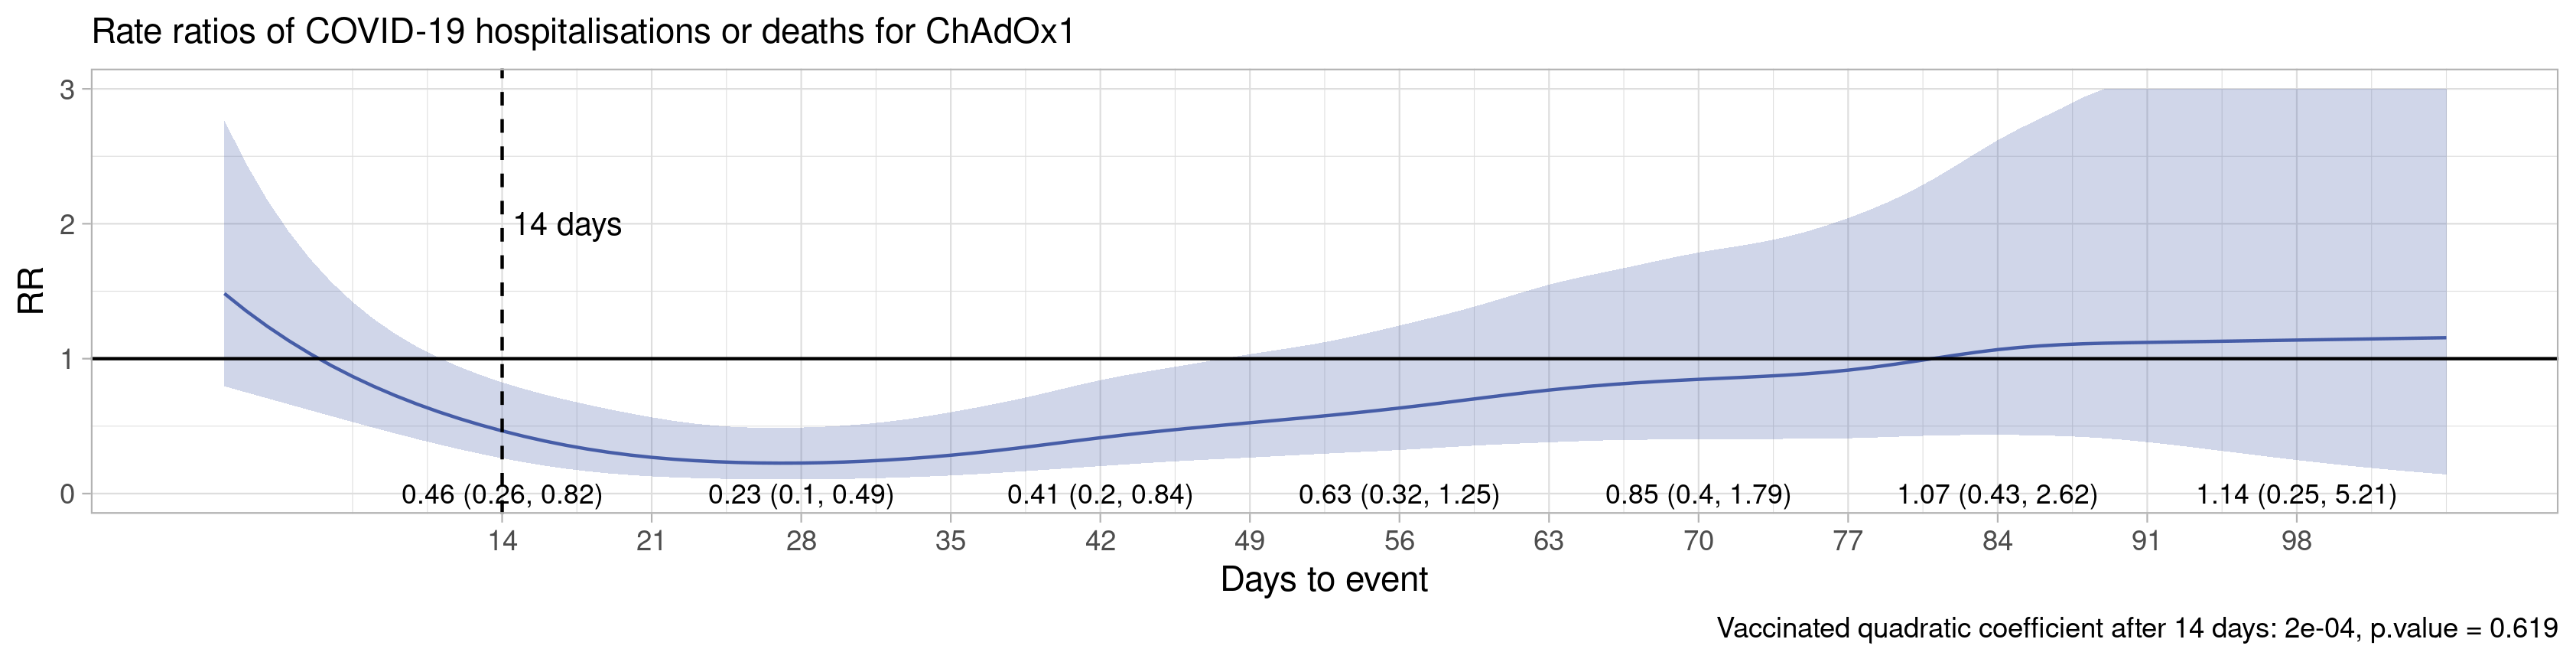 Rate ratios of COVID-19 hospitalisations or deaths for ChAdOx1
3
2
14 days
RR
1
0
0.46 (0.26, 0.82) 0.23 (0.1, 0.49) 0.41 (0.2, 0.84) 0.63 (0.32, 1.25) 0.85 (0.4, 1.79) 1.07 (0.43, 2.62) 1.14 (0.25, 5.21)
14 21 28 35 42 49 56 63 70 77 84 91 98
Days to event
Vaccinated quadratic coefficient after 14 days: 2e-04, p.value = 0.619